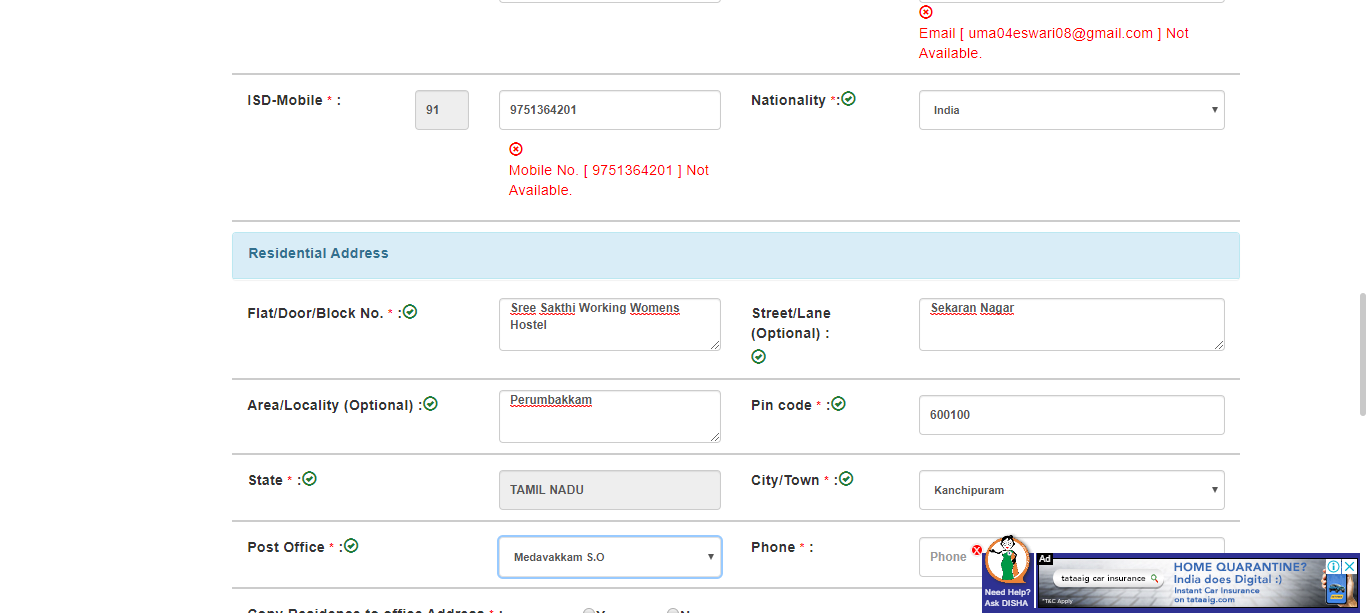 Email [ uma04eswari08@gmail.com ] Not
Available.
ISD-Mobile * :
91
9751364201
Nationality *:
India
Mobile No. [ 9751364201 ] Not
Available.
Residential Address
Flat/Door/Block No. * :
Sree Sakthi Working Womens
Hostel
Street/Lane
(Optional) :
Sekaran Nagar
Area/Locality (Optional) :
Perumbakkam
Pin code * :
600100
State * :
TAMIL NADU
City/Town * :
Kanchipuram
Post Office * :
Medavakkam S.O
Phone * :
Phone
Need Help?
Ask DISHA
Ad
tataaig car insurance
*T&C Apply
HOME QUARANTINE?
India does Digital :)
Instant Car Insurance
on tataaig.com
Copy Residence to office Address * :